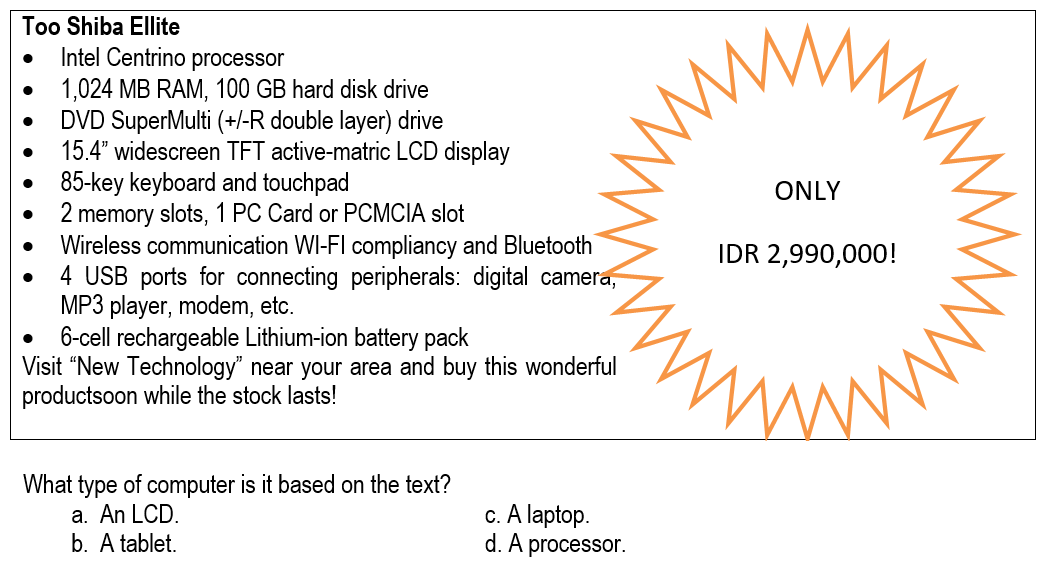 Too Shiba Ellite
• Intel Centrino processor
• 1,024 MB RAM, 100 GB hard disk drive
• DVD SuperMulti (+/-R double layer) drive
• 15.4” widescreen TFT active-matric LCD display
• 85-key keyboard and touchpad
• 2 memory slots, 1 PC Card or PCMCIA slot
• Wireless communication WI-FI compliancy and Bluetooth
• 4 USB ports for connecting peripherals: digital camera,
MP3 player, modem, etc.
• 6-cell rechargeable Lithium-ion battery pack
Visit “New Technology” near your area and buy this wonderful
productsoon while the stock lasts!
ONLY
IDR 2,990,000!
What type of computer is it based on the text?
a. An LCD.
b. A tablet.
c. A laptop.
d. A processor.